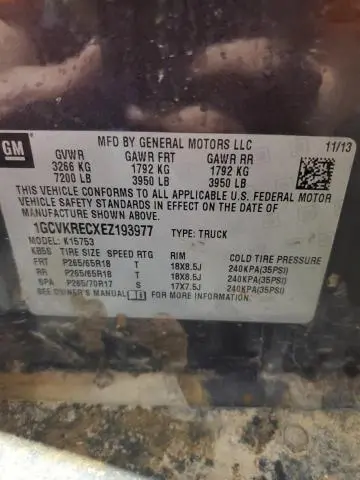 GM
MFD BY GENERAL MOTORS LLC 11/13
GVWR GAWR FRT GAWR RR
3266 KG 1792 KG 1792 KG
7200 LB 3950 LB 3950 LB
THIS VEHICLE CONFORMS TO ALL APPLICABLE U.S. FEDERAL MOTOR
VEHICLE SAFETY STANDARDS IN EFFECT ON THE DATE OF
MANUFACTURE SHOWN ABOVE.
1GCVKRECXEZ193977 TYPE: TRUCK
MODEL: K15753
KB5S TIRE SIZE SPEED RTG RIM COLD TIRE PRESSURE
FRT P265/65R18 T 18X8.5J 240KPA(35PSI)
RR P265/65R18 T 18X8.5J 240KPA(35PSI)
SPA P265/70R17 S 17X7.5J 240KPA(35PSI)
SEE OWNER'S MANUAL FOR MORE INFORMATION.